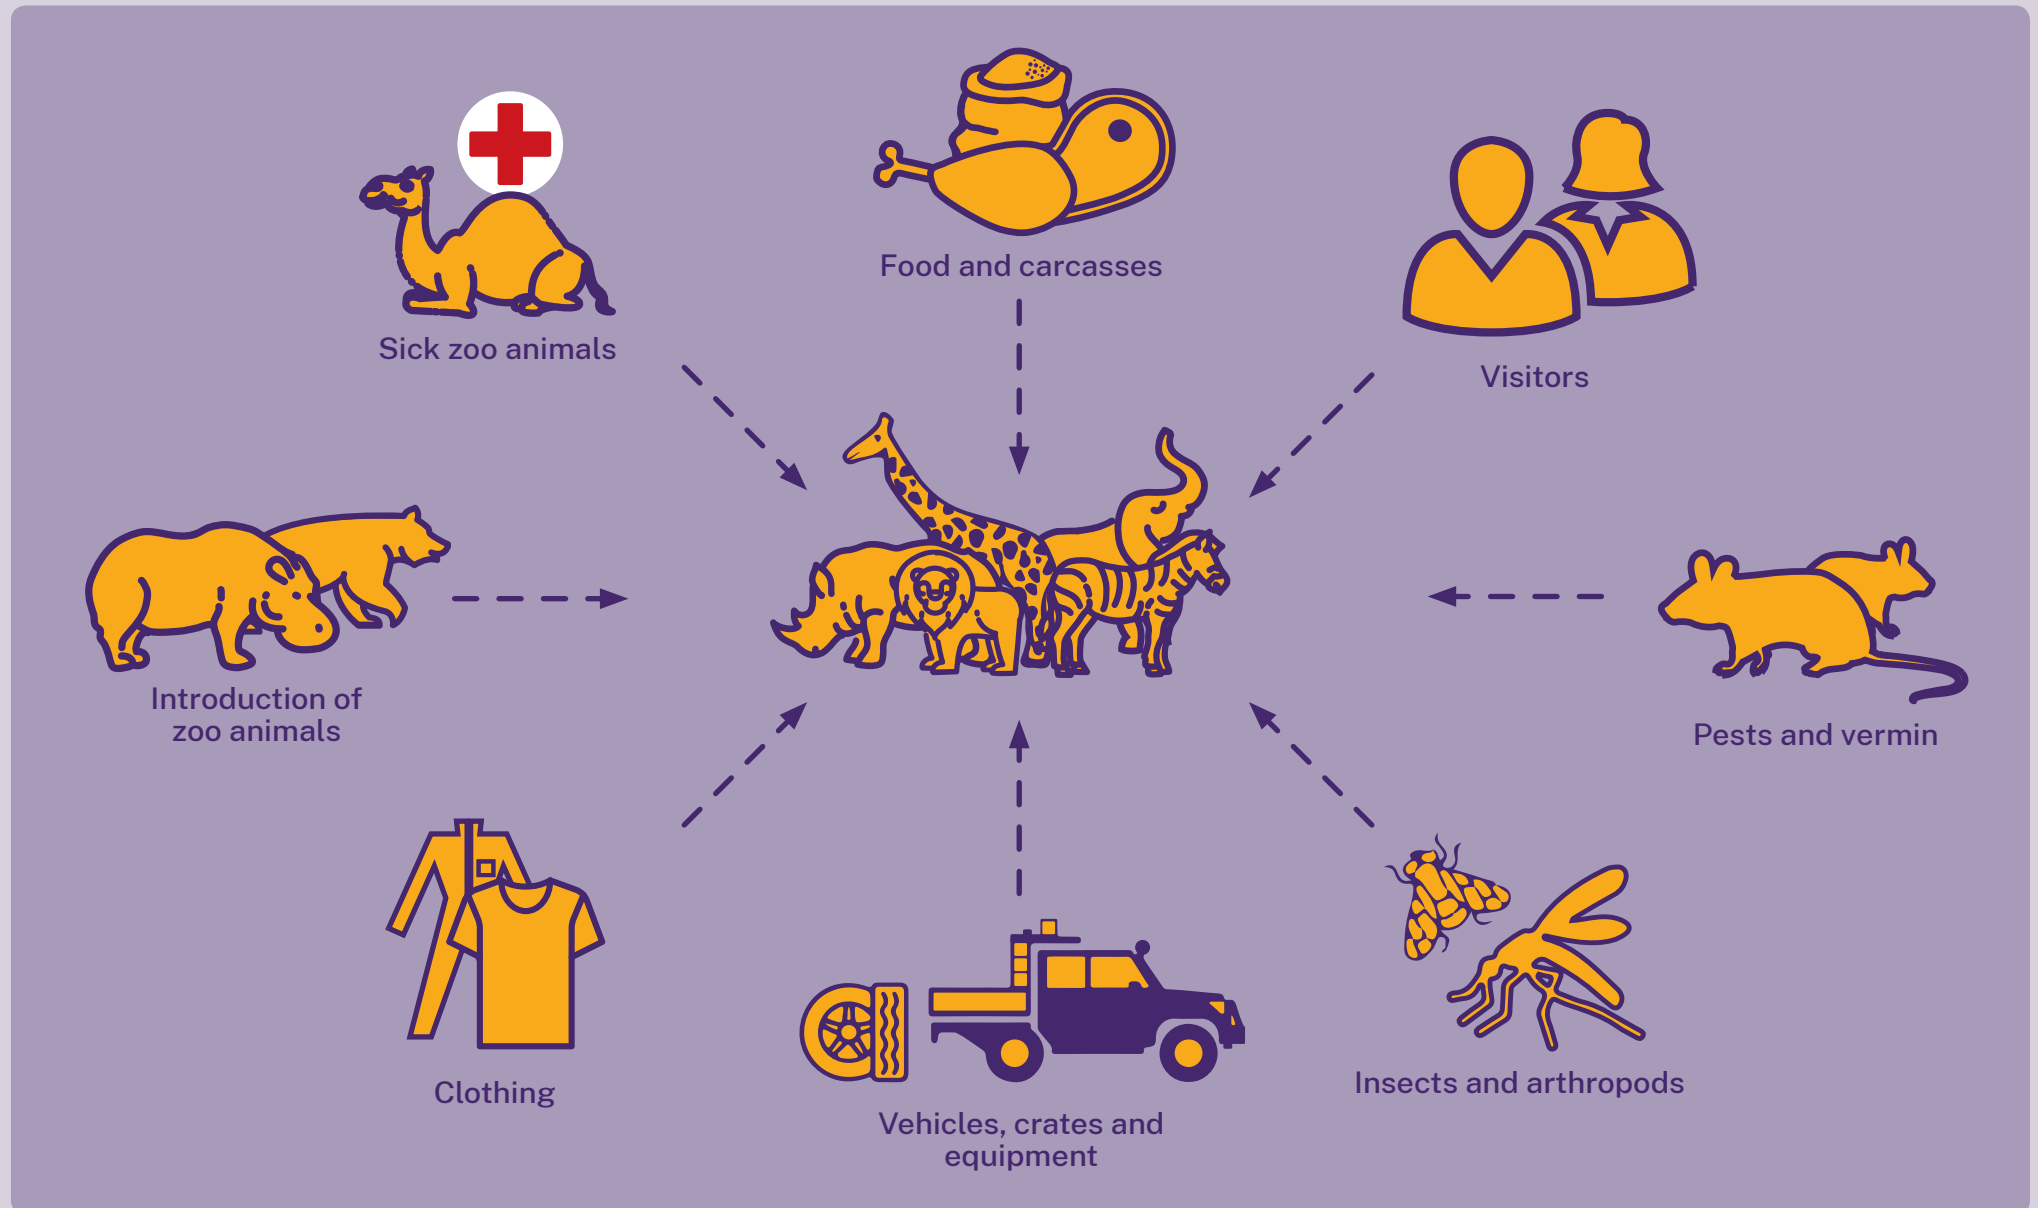 Food and carcasses
Sick zoo animals
Visitors
Introduction of
zoo animals
Pests and vermin
Clothing
Insects and arthropods
Vehicles, crates and
equipment